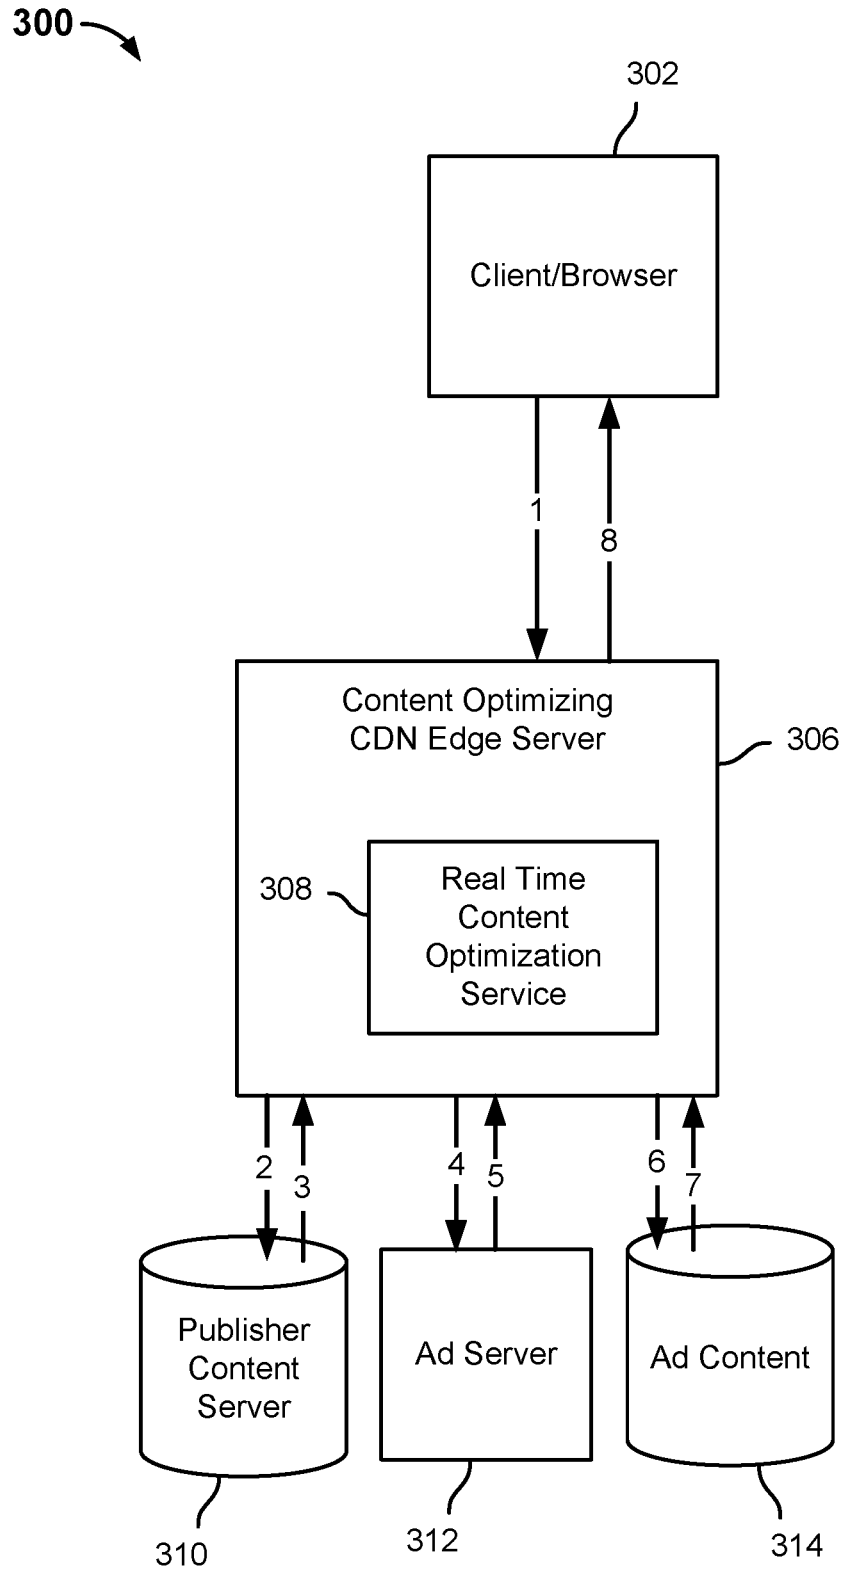 300
302
Client/Browser
1
8
Content Optimizing
CDN Edge Server
306
308
Real Time
Content
Optimization
Service
2
3
4
5
6
7
Publisher
Content
Server
Ad Server
Ad Content
310
312
314